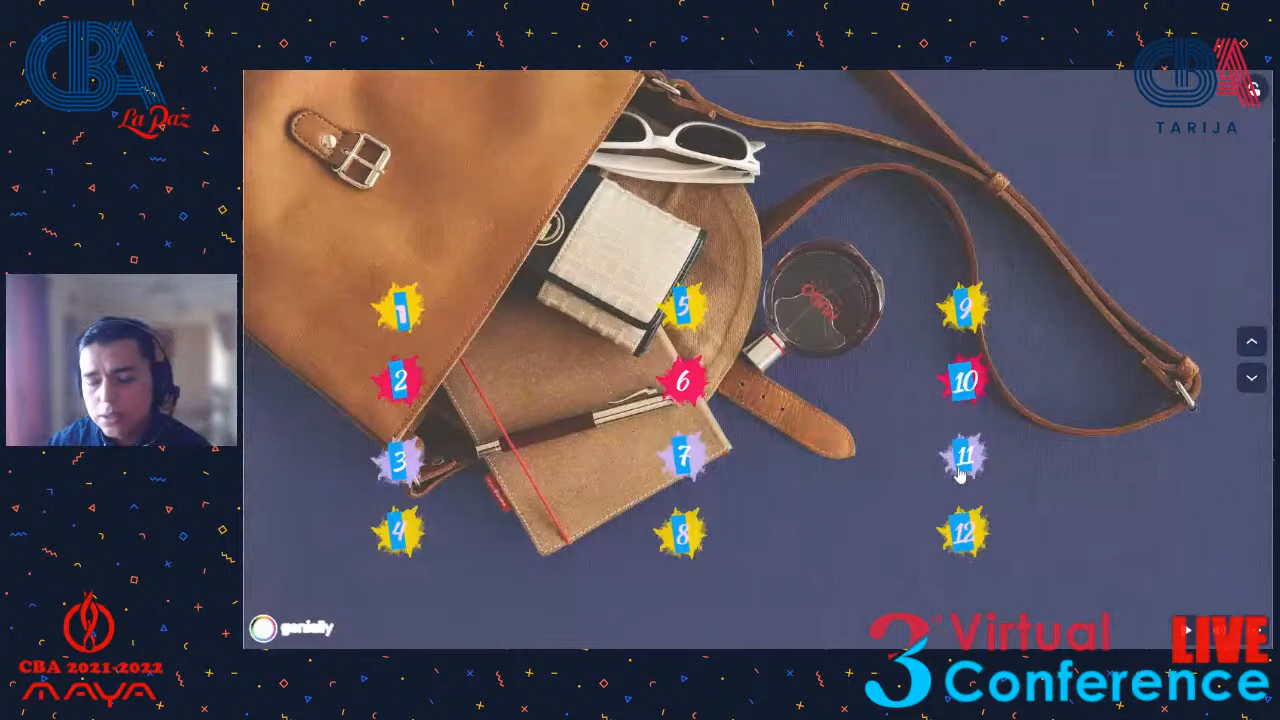 CBA
La Paz
CBA
TARIJA
1
5
9
2
6
10
3
7
11
4
8
12
genially
CBA 2021-2022
MAYA
3° Virtual LIVE
Conference